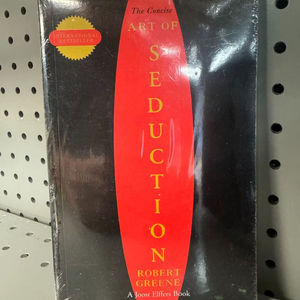 The Concise
ART OF
SEDUCTION
ROBERT
GREENE
A Joost Elffers Book
INTERNATIONAL
BESTSELLER